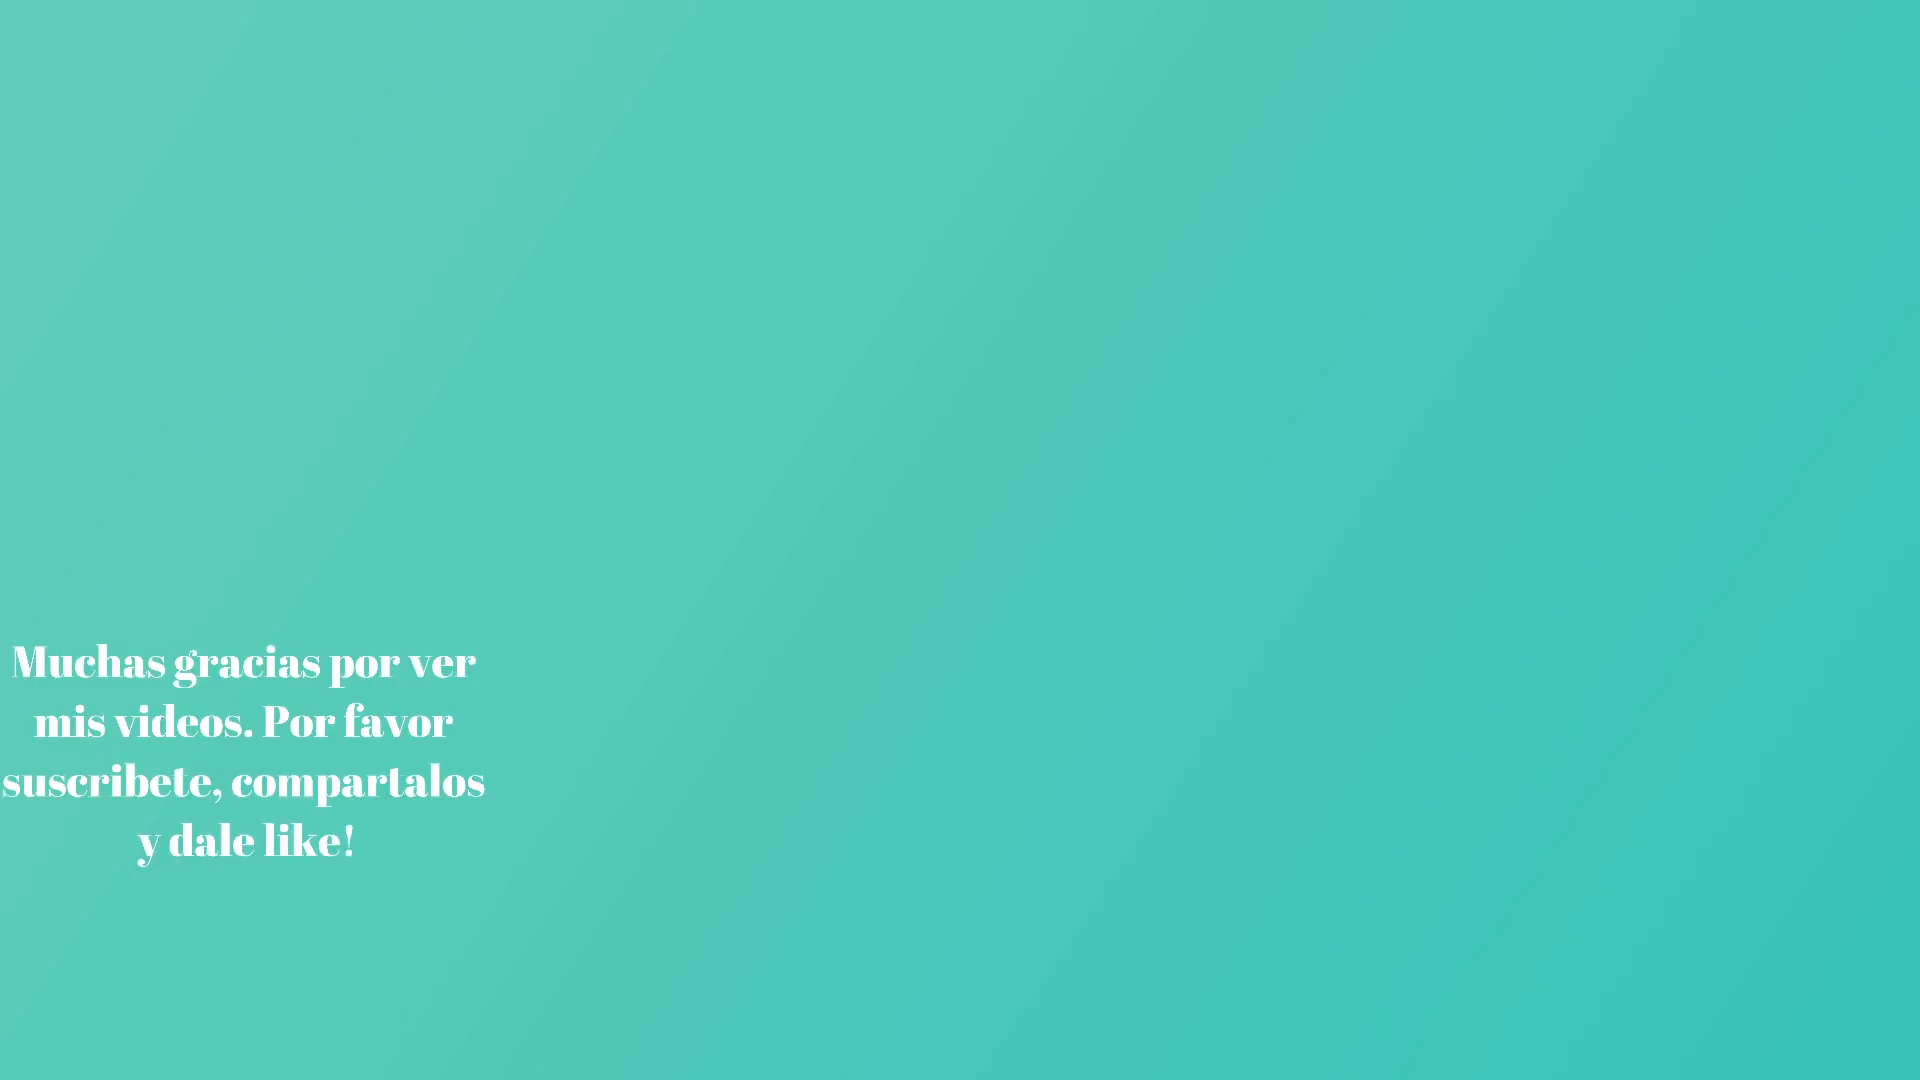 Muchas gracias por ver
mis videos. Por favor
suscribete, compartalos
y dale like!